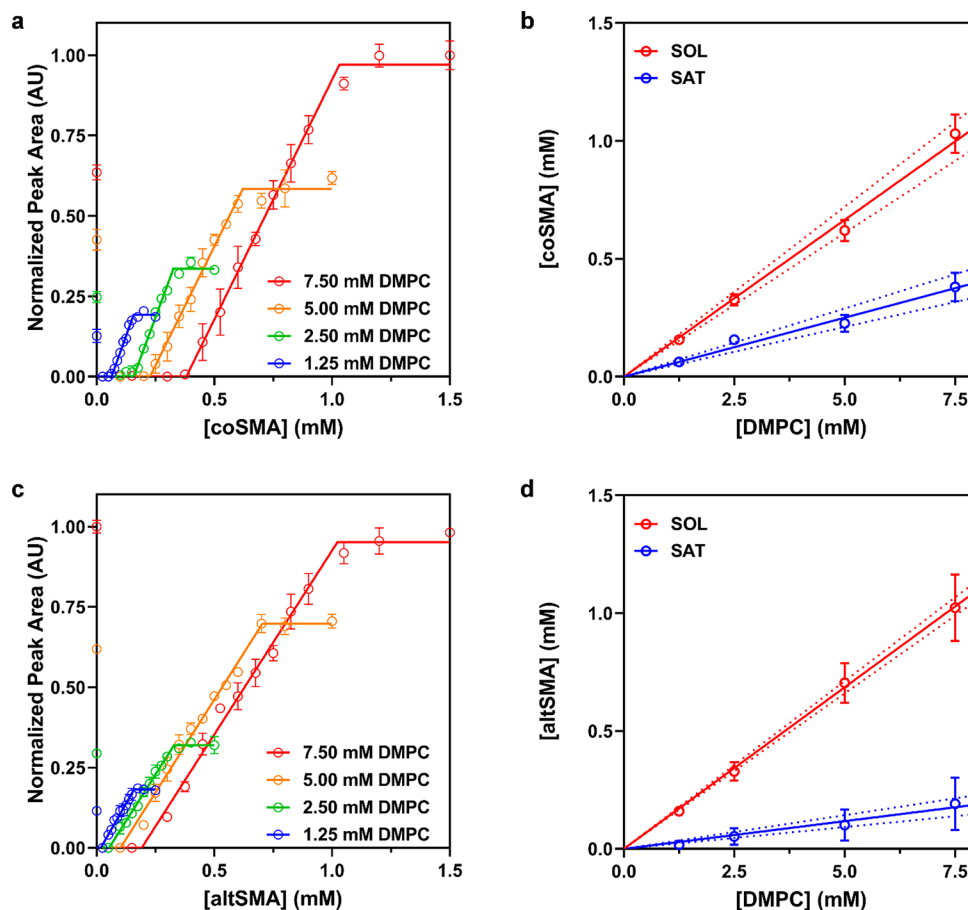 a
Normalized Peak Area (AU)
1.00
0.75
0.50
0.25
0.00
7.50 mM DMPC
5.00 mM DMPC
2.50 mM DMPC
1.25 mM DMPC
0.0 0.5 1.0 1.5
[coSMA] (mM)
b
[coSMA] (mM)
1.5
1.0
0.5
0.0
SOL
SAT
0.0 2.5 5.0 7.5
[DMPC] (mM)
c
Normalized Peak Area (AU)
1.00
0.75
0.50
0.25
0.00
7.50 mM DMPC
5.00 mM DMPC
2.50 mM DMPC
1.25 mM DMPC
0.0 0.5 1.0 1.5
[altSMA] (mM)
d
[altSMA] (mM)
1.5
1.0
0.5
0.0
SOL
SAT
0.0 2.5 5.0 7.5
[DMPC] (mM)